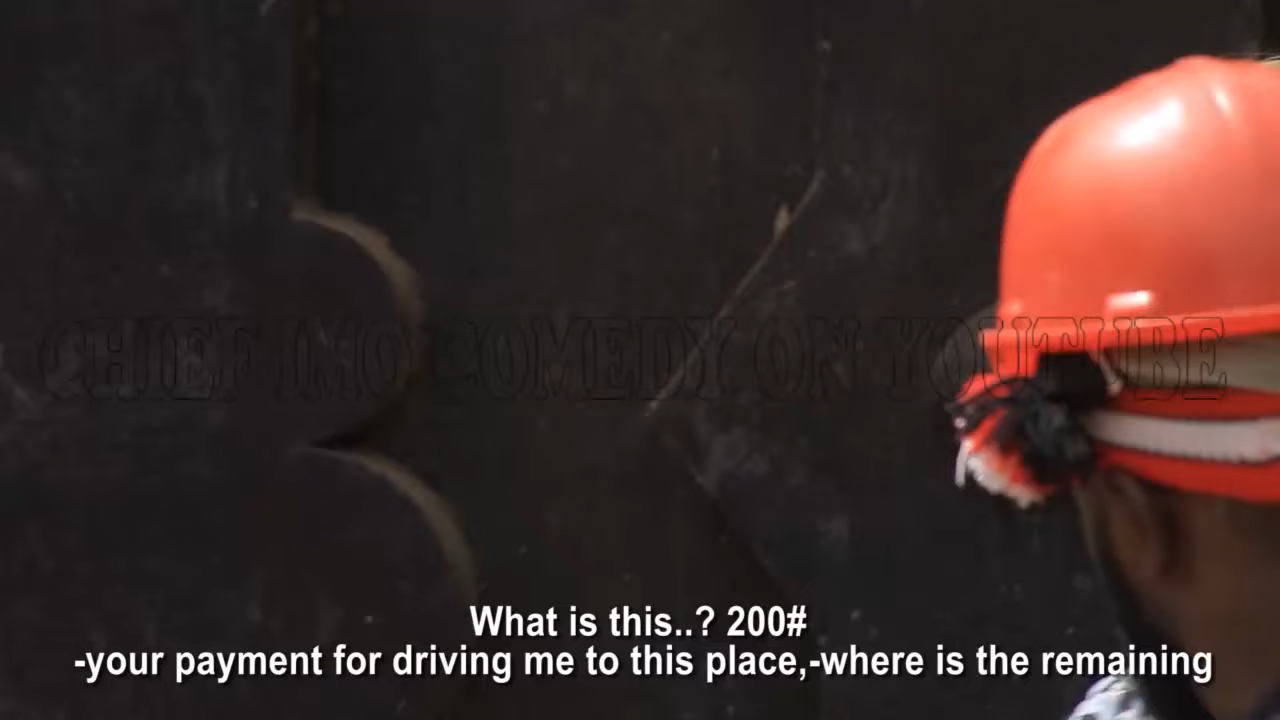 CHIEF IMO COMEDY ON YOUTUBE
What is this..? 200#
-your payment for driving me to this place,-where is the remaining